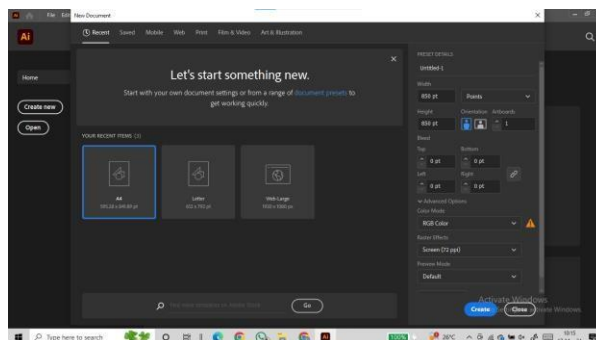 Ai
File
New Document
Ai
Recent
Saved
Mobile
Web
Print
Film & Video
Art & Illustration
Home
Create new
Open
Let's start something new.
Start with your own document settings or from a range of document presets to
get working quickly.
YOUR RECENT ITEMS (3)
A4
Letter
Web-Large
Go
PRESET DETAILS
Untitled-1
Width
850 pt
Points
Height
Orientation
Artboards
850 pt
1
Bleed
Top
Bottom
0 pt
0 pt
Left
Right
0 pt
0 pt
Advanced Options
Color Mode
RGB Color
Raster Effects
Screen (72 ppi)
Preview Mode
Default
Activate Windows
Create
Close
Type here to search
100%
26°C